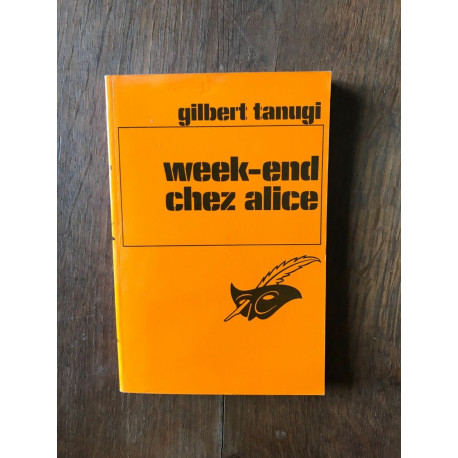 gilbert tanugi
week-end
chez alice